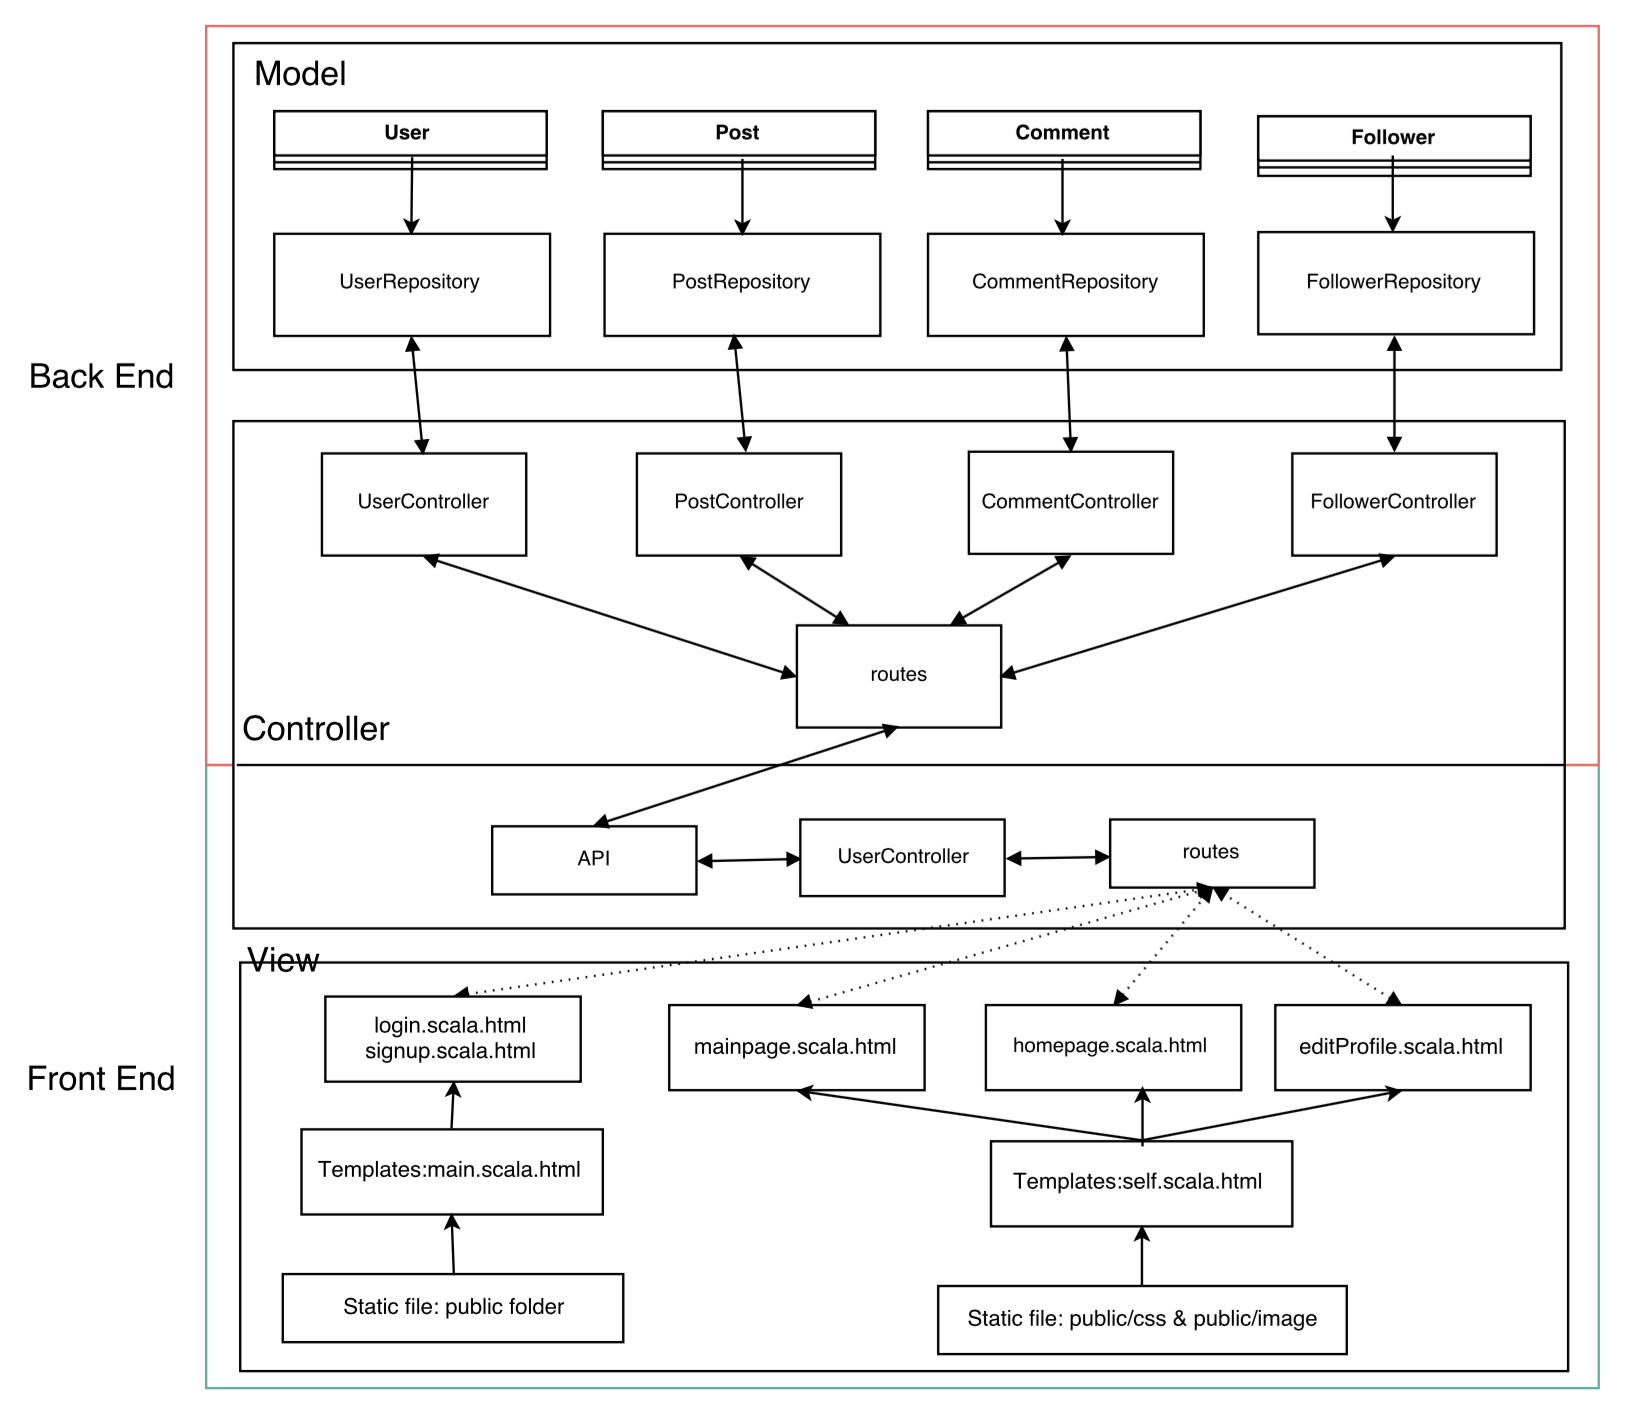 Model
User
Post
Comment
Follower
UserRepository
PostRepository
CommentRepository
FollowerRepository
Back End
UserController
PostController
CommentController
FollowerController
routes
Controller
API
UserController
routes
View
login.scala.html
signup.scala.html
mainpage.scala.html
homepage.scala.html
editProfile.scala.html
Front End
Templates:main.scala.html
Templates:self.scala.html
Static file: public folder
Static file: public/css & public/image